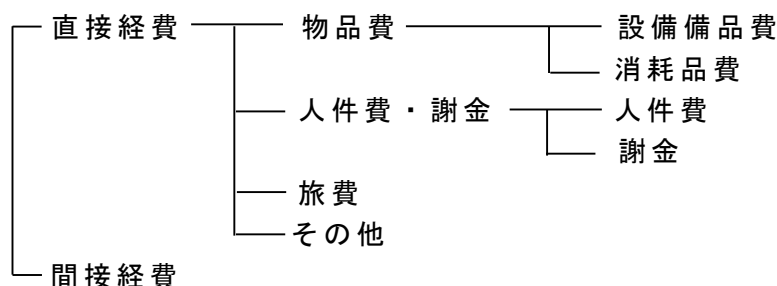 直接経費 物品費 設備備品費
消耗品費
人件費・謝金 人件費
謝金
旅費
その他
間接経費